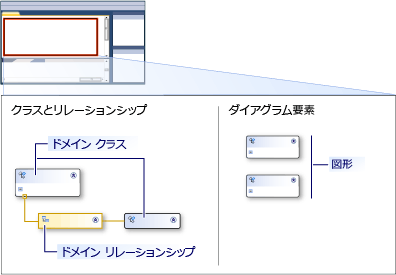 クラスとリレーションシップ
ダイアグラム要素
ドメイン クラス
図形
ドメイン リレーションシップ